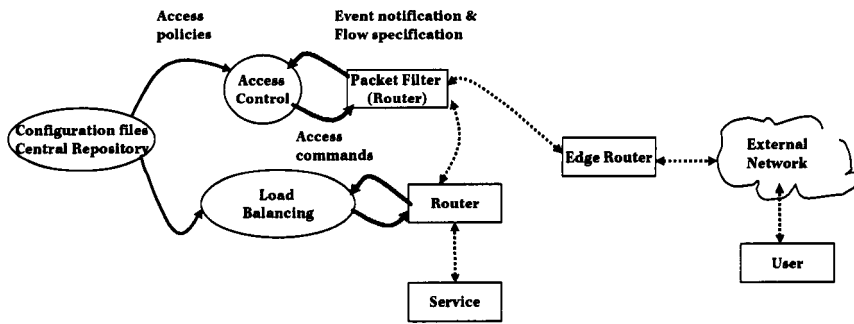 Access
policies
Event notification &
Flow specification
Access
Control
Packet Filter
(Router)
Configuration files
Central Repository
Access
commands
Edge Router
External
Network
Load
Balancing
Router
User
Service